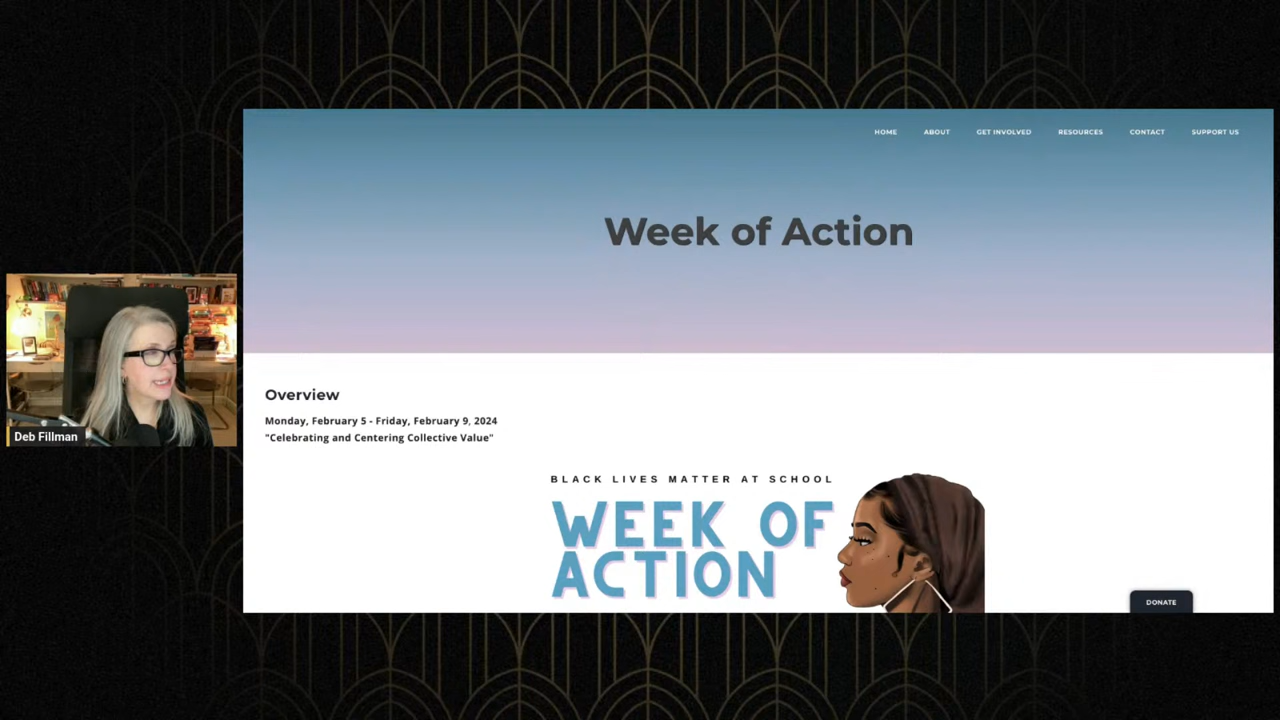 HOME ABOUT GET INVOLVED RESOURCES CONTACT SUPPORT US
Week of Action
Deb Fillman
Overview
Monday, February 5 - Friday, February 9, 2024
"Celebrating and Centering Collective Value"
BLACK LIVES MATTER AT SCHOOL
WEEK OF
ACTION
DONATE